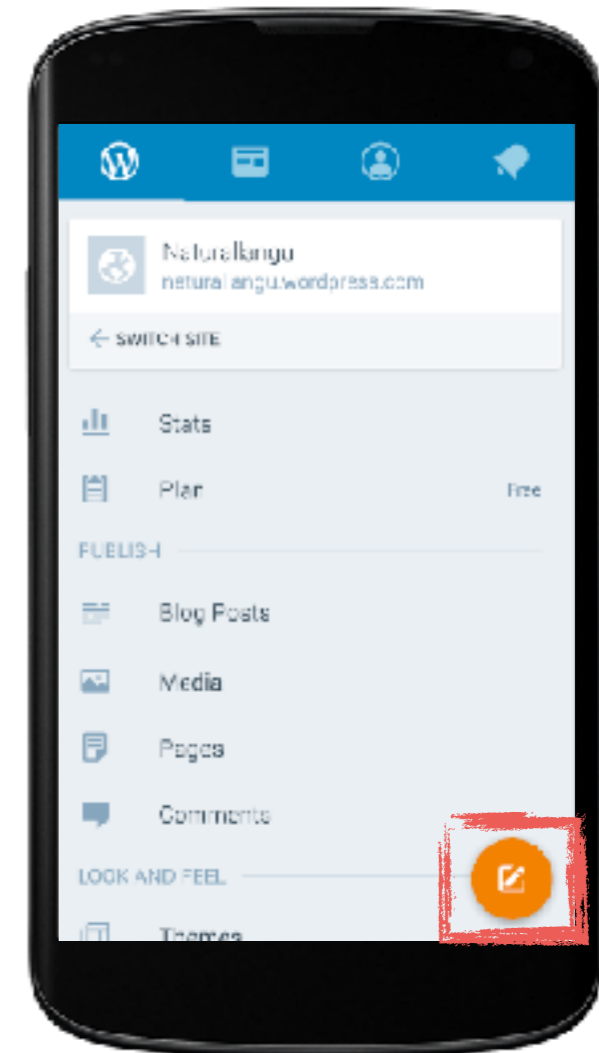 Naturallangu
naturallangu.wordpress.com
SWITCH SITE
Stats
Plan Free
PUBLISH
Blog Posts
Media
Pages
Comments
LOOK AND FEEL
Themes